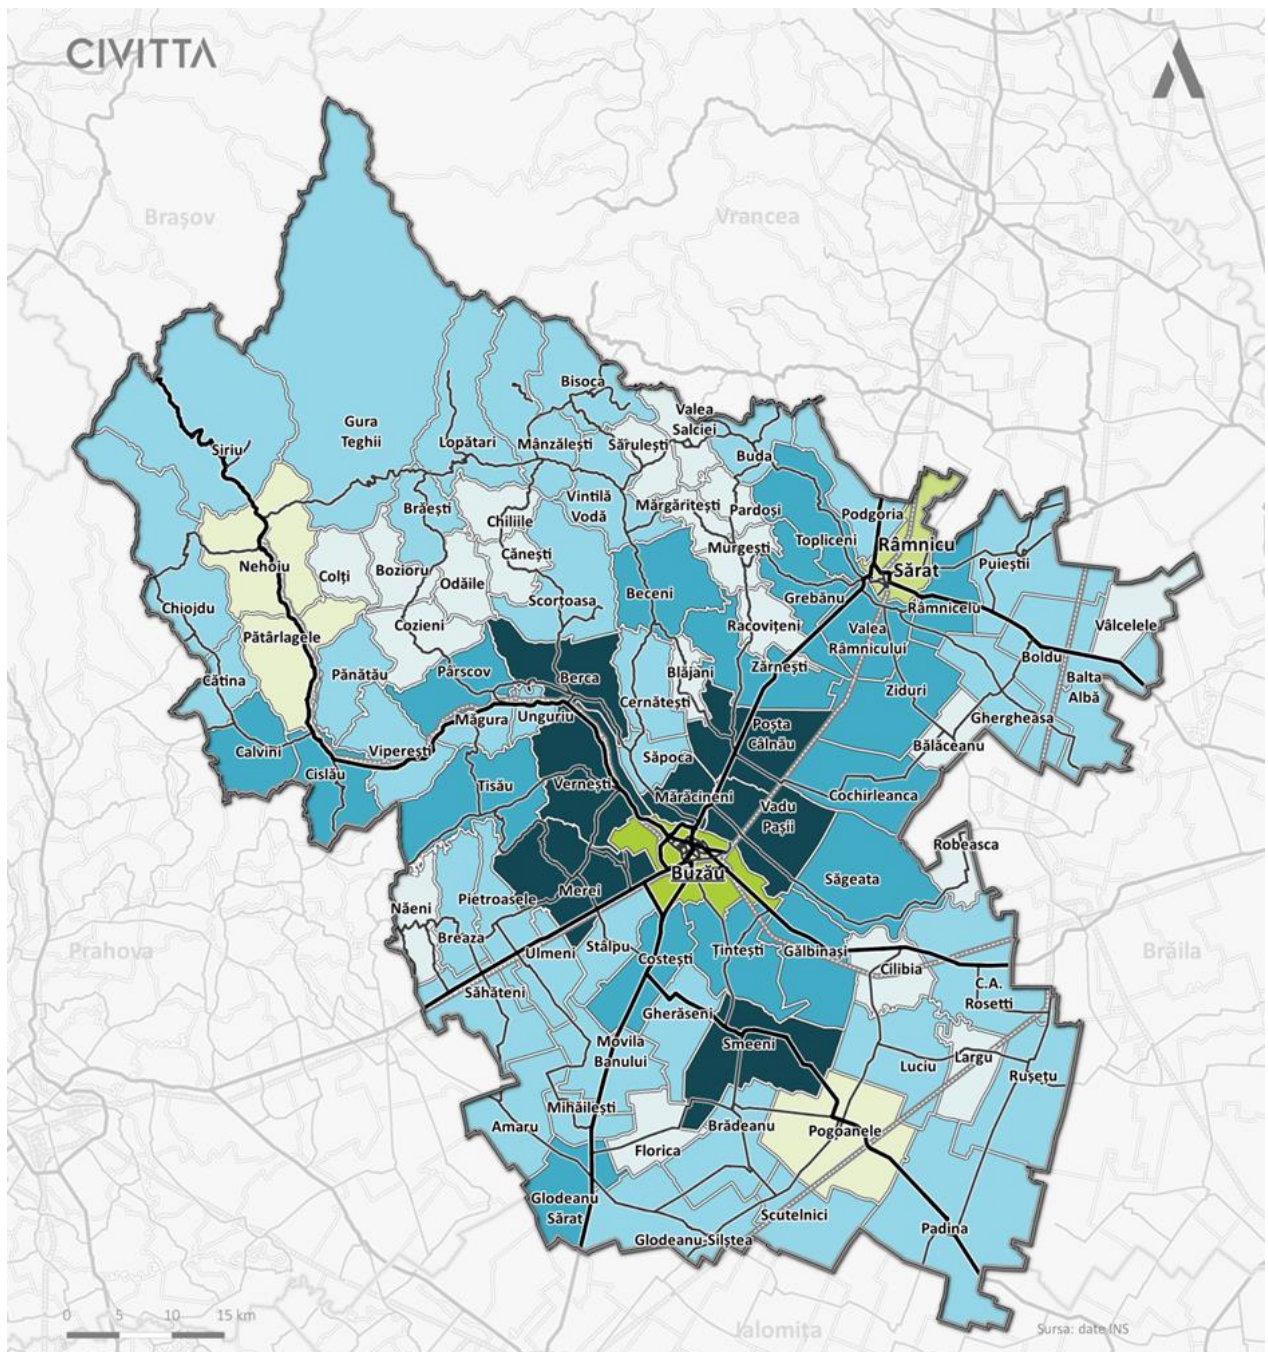 CIVITTA
Brașov
Vrancea
Bisoca
Valea
Salciei
Gura
Teghii
Siriu
Lopătari
Mânzălești
Sărulești
Buda
Vintilă
Vodă
Mărgăritești
Pardoși
Podgoria
Brăești
Chiliile
Topliceni
Râmnicu
Sărat
Murgești
Cănești
Nehoiu
Colți
Bozioru
Odăile
Puieștii
Beceni
Grebănu
Scorțoasa
Râmnicelu
Chiojdu
Cozieni
Racovițeni
Valea
Râmnicului
Vâlcelele
Pătârlagele
Boldu
Zărnești
Pănătău
Pârscov
Berca
Blăjani
Balta
Albă
Cătina
Ziduri
Cernătești
Măgura
Unguriu
Ghergheasa
Poșta
Câlnău
Calvini
Viperești
Bălăceanu
Săpoca
Cislău
Tisău
Vernești
Mărăcineni
Cochirleanca
Vadu
Pașii
Robeasca
Buzău
Săgeata
Merei
Pietroasele
Năeni
Breaza
Stâlpu
Prahova
Ulmeni
Costești
Țintești
Gălbinași
Brăila
Cilibia
C.A.
Rosetti
Săhăteni
Gherăseni
Movila
Banului
Smeeni
Largu
Luciu
Rușețu
Mihăilești
Amaru
Brădeanu
Pogoanele
Florica
Glodeanu
Sărat
Scutelnici
Padina
Glodeanu-Silștea
0 5 10 15 km
Ialomița
Sursa: date INS